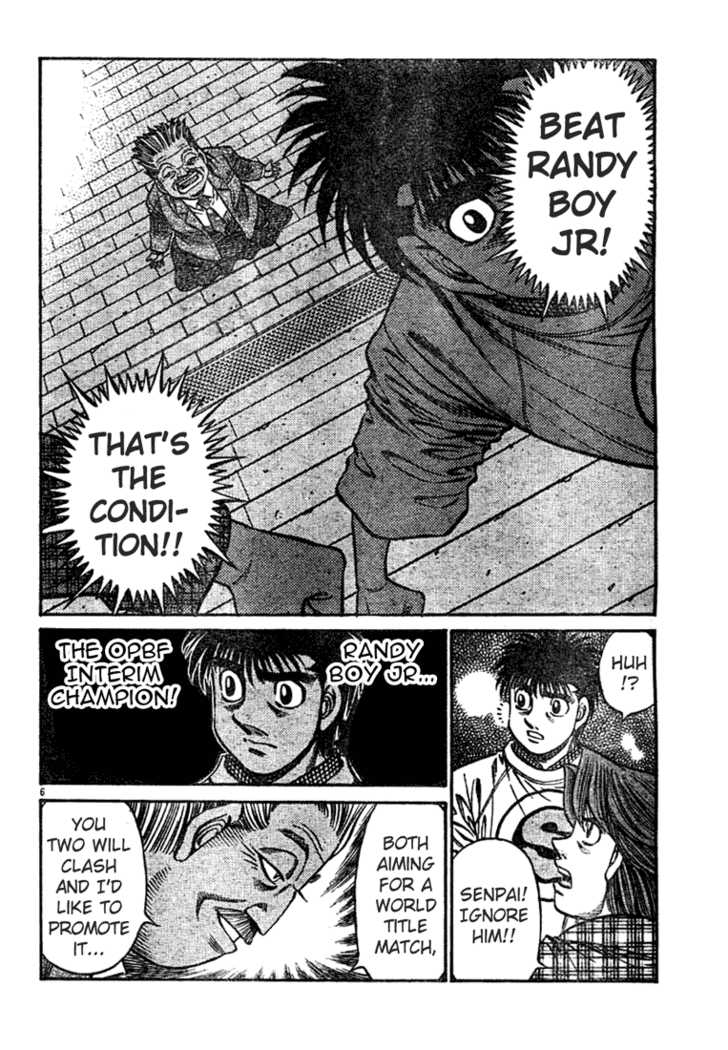 BEAT
RANDY
BOY
JR!
THAT'S
THE
CONDI-
TION!!
HUH
!?
SENPAI!
IGNORE
HIM!!
RANDY
BOY JR...
THE OPBF
INTERIM
CHAMPION!
BOTH
AIMING
FOR A
WORLD
TITLE
MATCH,
YOU
TWO WILL
CLASH
AND I'D
LIKE TO
PROMOTE
IT...
6